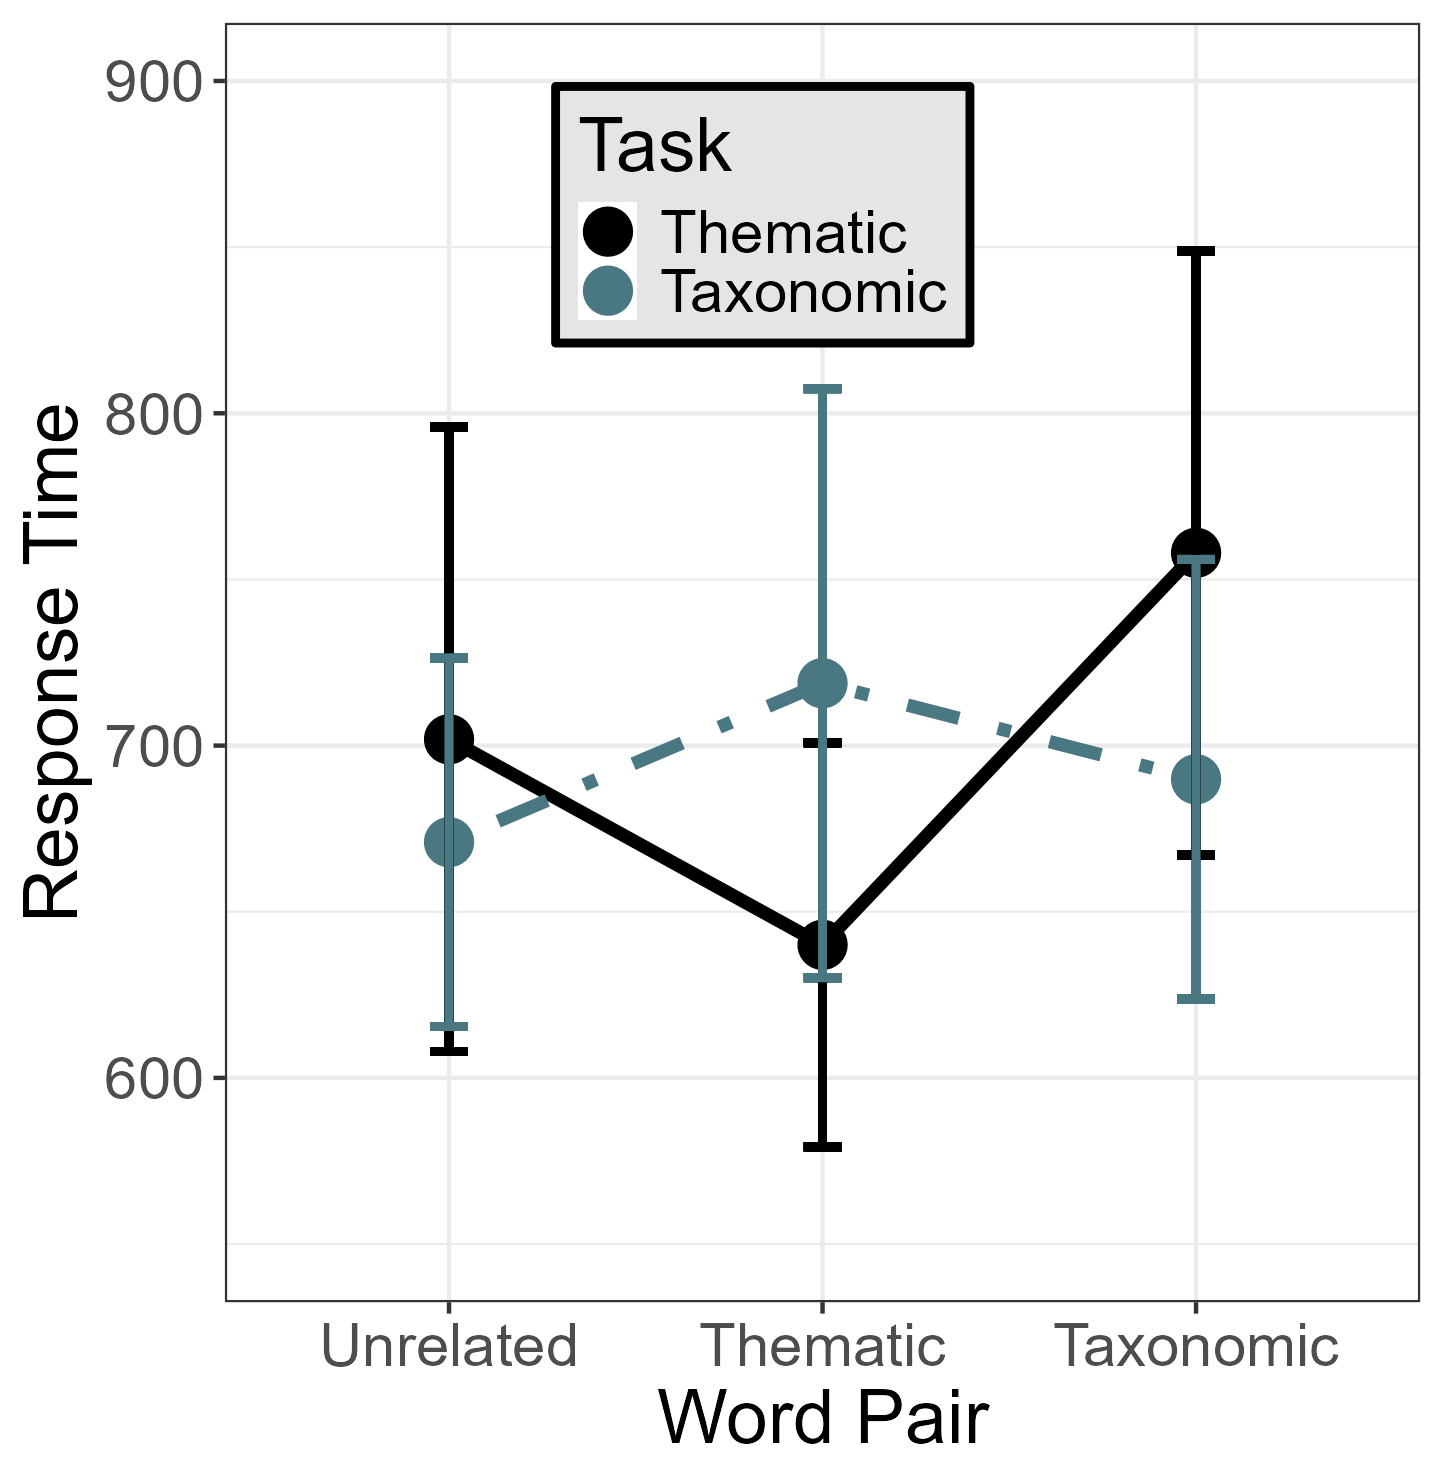 Response Time
900
800
700
600
Task
Thematic
Taxonomic
Unrelated Thematic Taxonomic
Word Pair